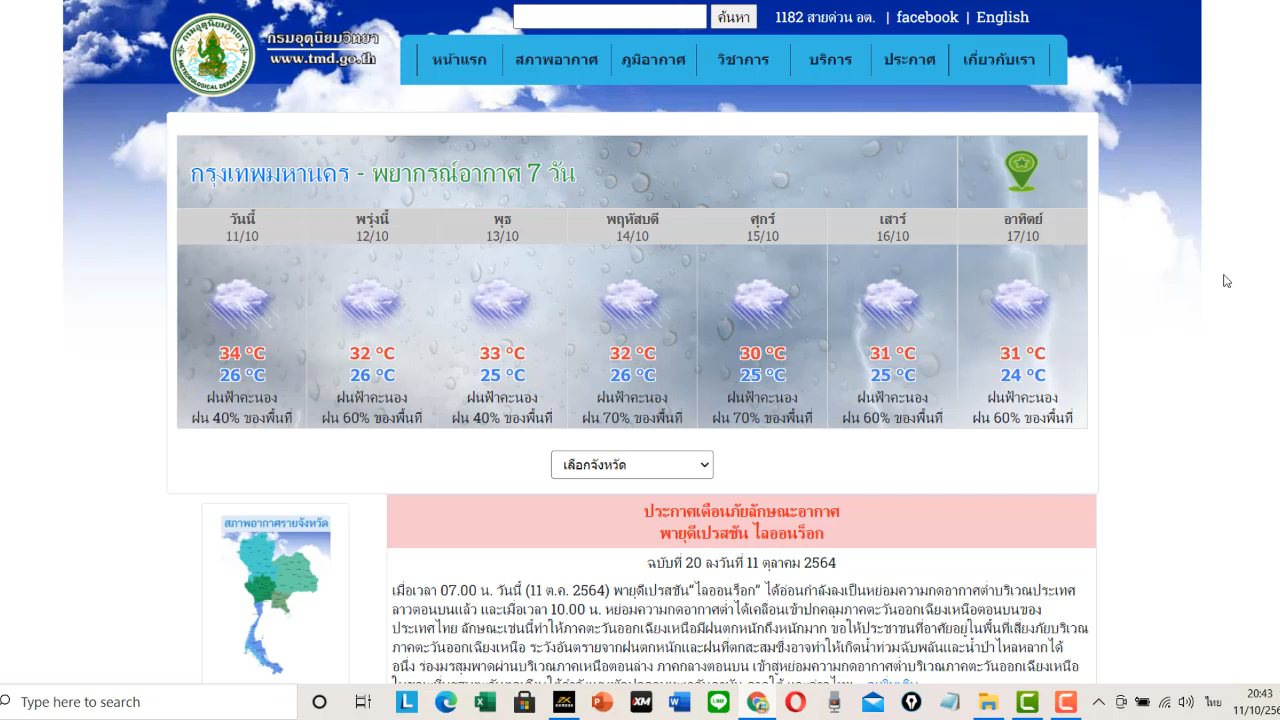 ค้นหา
1182 สายด่วน อต. | facebook | English
กรมอุตุนิยมวิทยา
www.tmd.go.th
METEOROLOGICAL DEPARTMENT
หน้าแรก สภาพอากาศ ภูมิอากาศ วิชาการ บริการ ประกาศ เกี่ยวกับเรา
กรุงเทพมหานคร - พยากรณ์อากาศ 7 วัน
วันนี้ พรุ่งนี้ พุธ พฤหัสบดี ศุกร์ เสาร์ อาทิตย์
11/10 12/10 13/10 14/10 15/10 16/10 17/10
34 °C 32 °C 33 °C 32 °C 30 °C 31 °C 31 °C
26 °C 26 °C 25 °C 26 °C 25 °C 25 °C 24 °C
ฝนฟ้าคะนอง ฝนฟ้าคะนอง ฝนฟ้าคะนอง ฝนฟ้าคะนอง ฝนฟ้าคะนอง ฝนฟ้าคะนอง ฝนฟ้าคะนอง
ฝน 40% ของพื้นที่ ฝน 60% ของพื้นที่ ฝน 40% ของพื้นที่ ฝน 70% ของพื้นที่ ฝน 70% ของพื้นที่ ฝน 60% ของพื้นที่ ฝน 60% ของพื้นที่
เลือกจังหวัด
สภาพอากาศรายจังหวัด
ประกาศเตือนภัยลักษณะอากาศ
พายุดีเปรสชัน ไลออนร็อก
ฉบับที่ 20 ลงวันที่ 11 ตุลาคม 2564
เมื่อเวลา 07.00 น. วันนี้ (11 ต.ค. 2564) พายุดีเปรสชัน"ไลออนร็อก" ได้อ่อนกำลังลงเป็นหย่อมความกดอากาศต่ำบริเวณประเทศ
ลาวตอนบนแล้ว และเมื่อเวลา 10.00 น. หย่อมความกดอากาศต่ำได้เคลื่อนเข้าปกคลุมภาคตะวันออกเฉียงเหนือตอนบนของ
ประเทศไทย ลักษณะเช่นนี้ทำให้ภาคตะวันออกเฉียงเหนือมีฝนตกหนักถึงหนักมาก ขอให้ประชาชนที่อาศัยอยู่ในพื้นที่เสี่ยงภัยบริเวณ
ภาคตะวันออกเฉียงเหนือ ระวังอันตรายจากฝนตกหนักและฝนที่ตกสะสมซึ่งอาจทำให้เกิดน้ำท่วมฉับพลันและน้ำป่าไหลหลากได้
อนึ่ง ร่องมรสุมพาดผ่านบริเวณภาคเหนือตอนล่าง ภาคกลางตอนบน เข้าสู่หย่อมความกดอากาศต่ำบริเวณภาคตะวันออกเฉียงเหนือ
Type here to search
ไทย
20:43
11/10/256